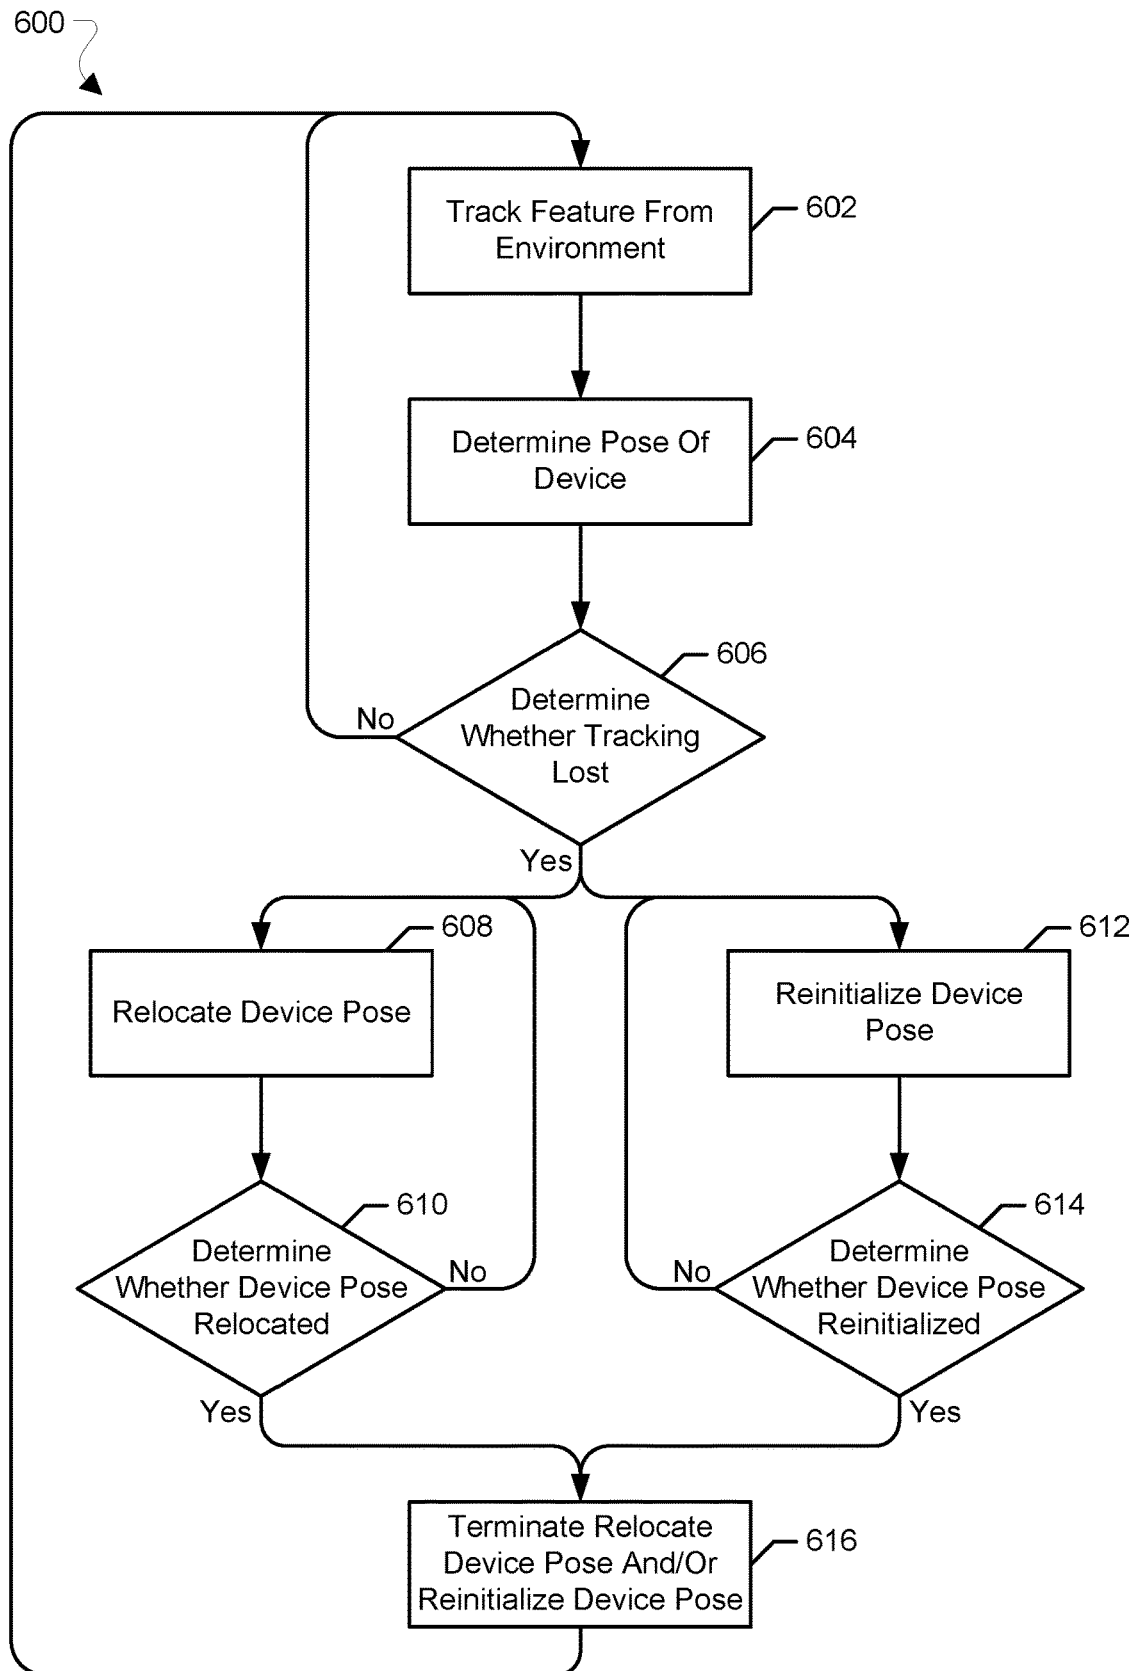 600
Track Feature From
Environment
602
Determine Pose Of
Device
604
606
Determine
Whether Tracking
Lost
No
Yes
608
Relocate Device Pose
612
Reinitialize Device
Pose
610
Determine
Whether Device Pose
Relocated
No
614
Determine
Whether Device Pose
Reinitialized
No
Yes
Yes
Terminate Relocate
Device Pose And/Or
Reinitialize Device Pose
616